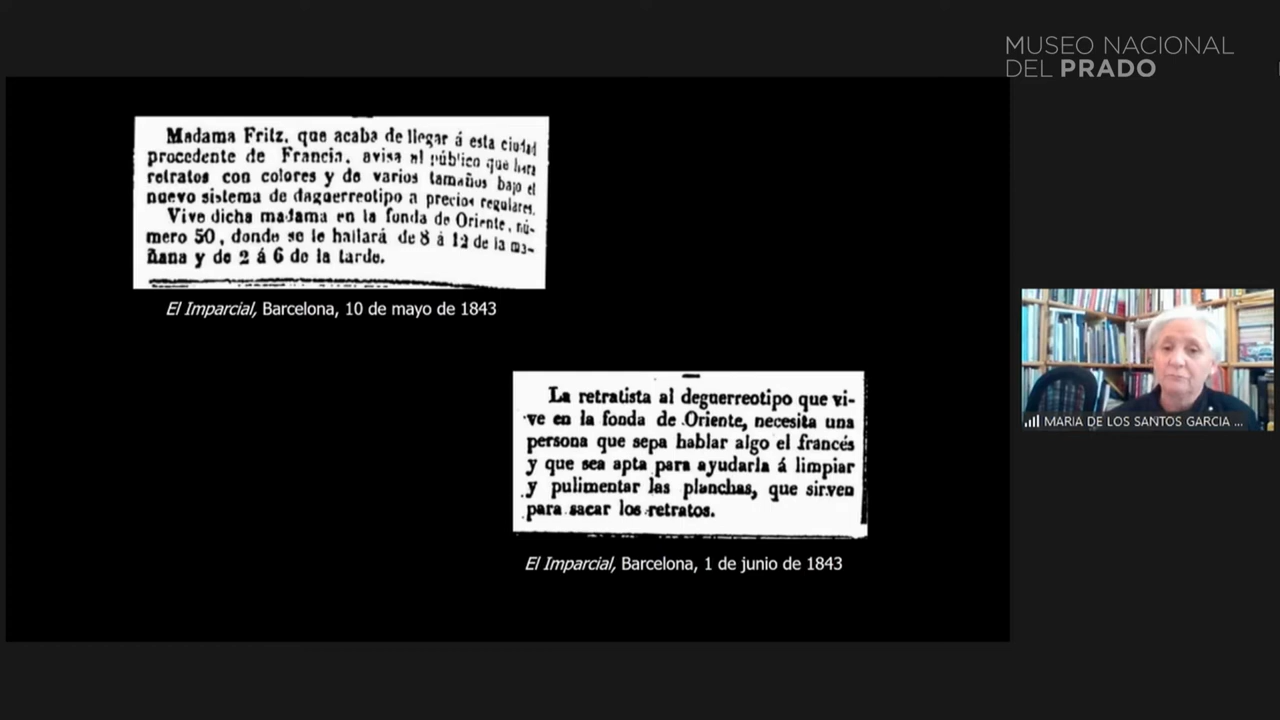 MUSEO NACIONAL
DEL PRADO
Madama Fritz, que acaba de llegar á esta ciudad
procedente de Francia, avisa al público que hara
retratos con colores y de varios tamaños bajo el
nuevo sistema de daguerreotipo a precios regulares.
Vive dicha madama en la fonda de Oriente, nú-
mero 50, donde se le hallará de 8 á 12 de la ma-
ñana y de 2 á 6 de la tarde.
El Imparcial, Barcelona, 10 de mayo de 1843
La retratista al deguerreotipo que vi-
ve en la fonda de Oriente, necesita una
persona que sepa hablar algo el francés
y que sea apta para ayudarla á limpiar
y pulimentar las planchas, que sirven
para sacar los retratos.
El Imparcial, Barcelona, 1 de junio de 1843
MARIA DE LOS SANTOS GARCIA ...